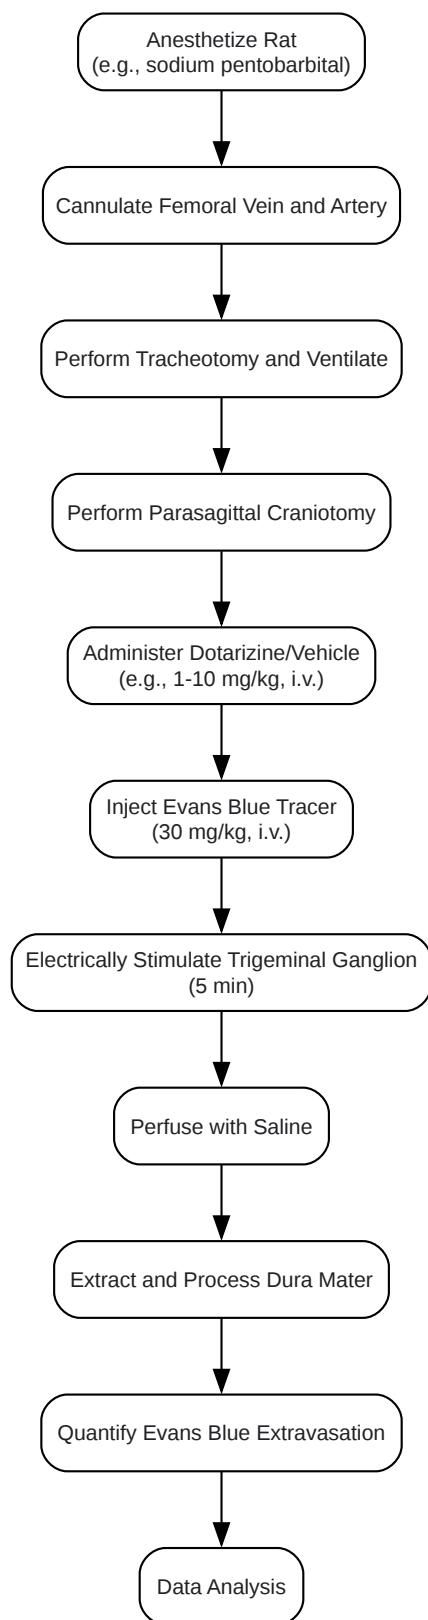 Anesthetize Rat
(e.g., sodium pentobarbital)
Cannulate Femoral Vein and Artery
Perform Tracheotomy and Ventilate
Perform Parasagittal Craniotomy
Administer Dotarizine/Vehicle
(e.g., 1-10 mg/kg, i.v.)
Inject Evans Blue Tracer
(30 mg/kg, i.v.)
Electrically Stimulate Trigeminal Ganglion
(5 min)
Perfuse with Saline
Extract and Process Dura Mater
Quantify Evans Blue Extravasation
Data Analysis